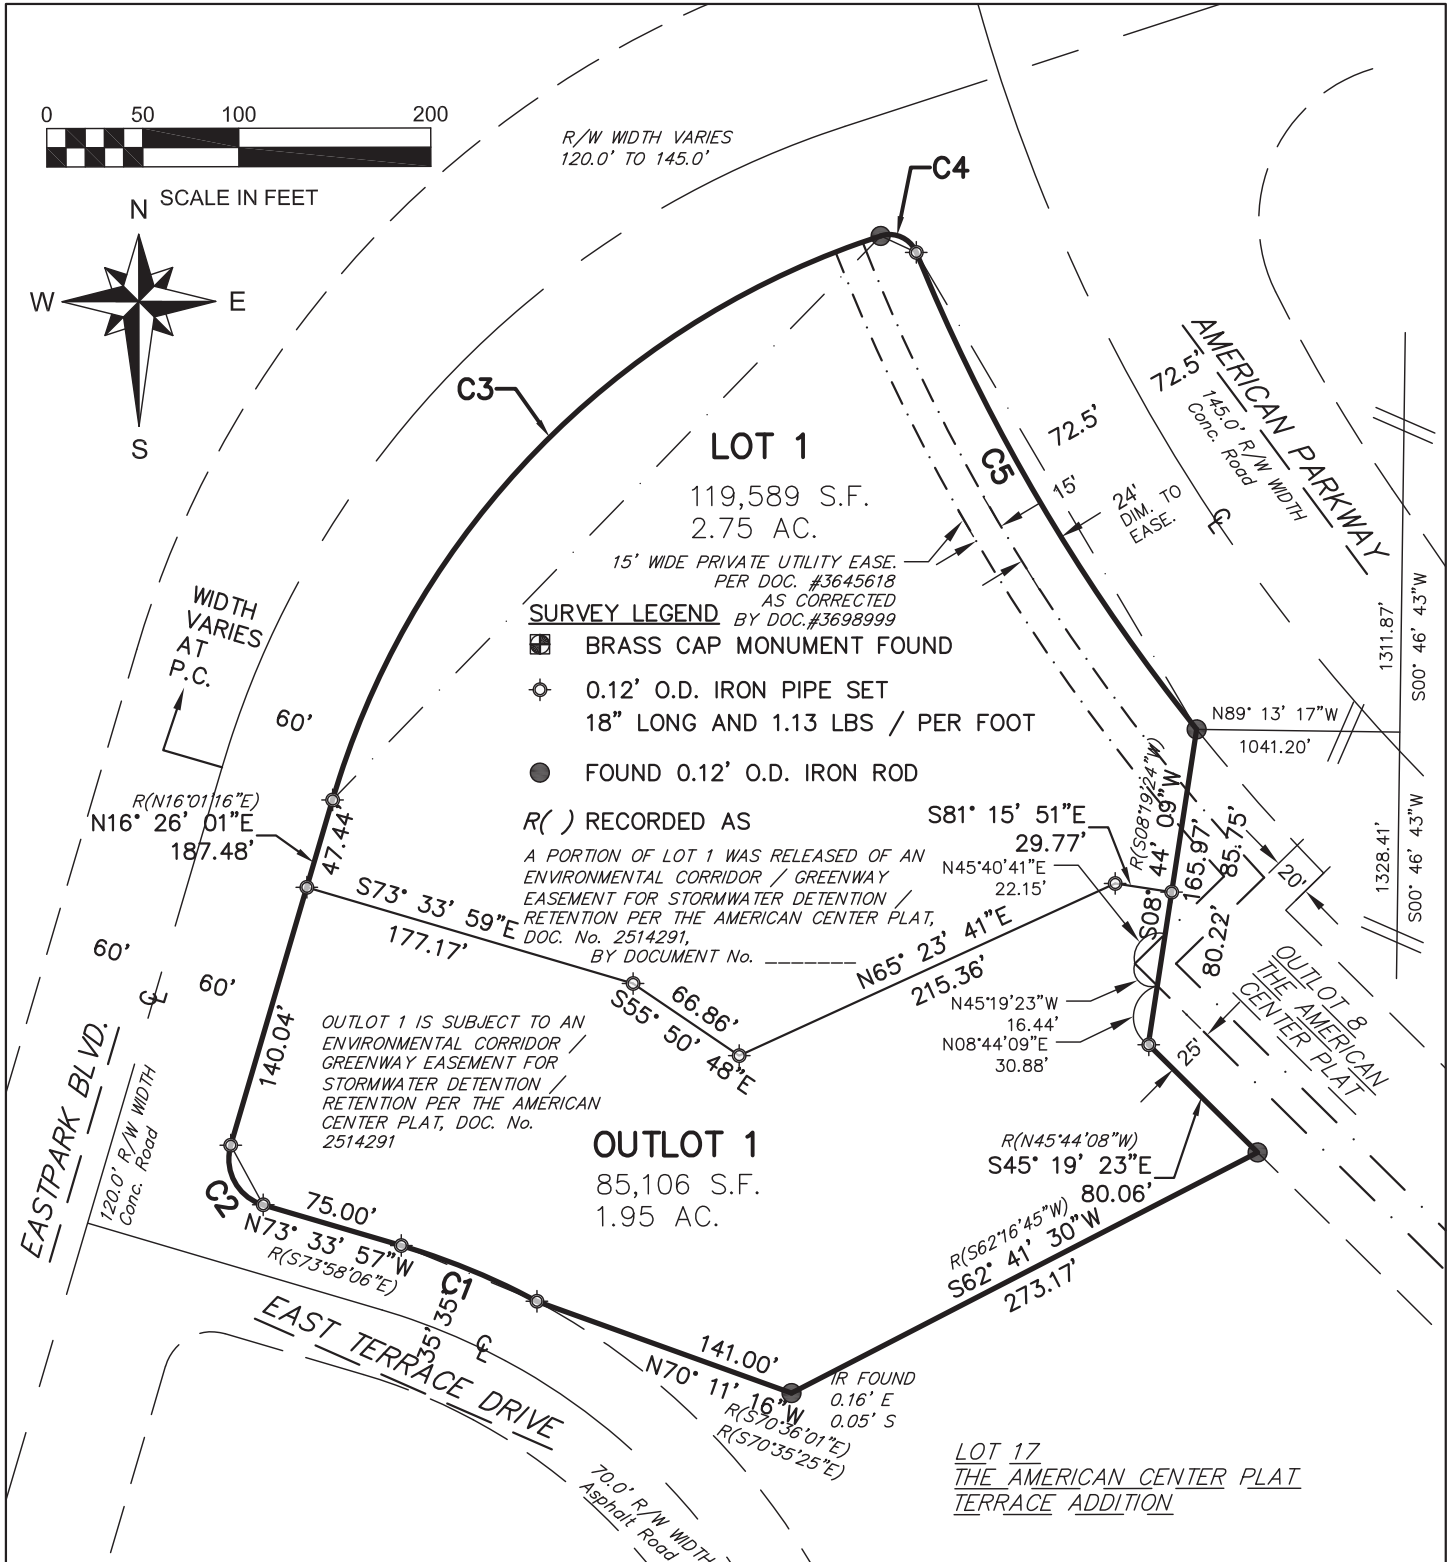 0 50 100 200
SCALE IN FEET
N
W E
S
R/W WIDTH VARIES
120.0' TO 145.0'
C4
C3
AMERICAN PARKWAY
72.5'
145.0' R/W WIDTH
Conc. Road
72.5'
C5
15'
24'
DIM. TO
EASE.
℄
LOT 1
119,589 S.F.
2.75 AC.
15' WIDE PRIVATE UTILITY EASE.
PER DOC. #3645618
AS CORRECTED
BY DOC.#3698999
SURVEY LEGEND
BRASS CAP MONUMENT FOUND
0.12' O.D. IRON PIPE SET
18" LONG AND 1.13 LBS / PER FOOT
FOUND 0.12' O.D. IRON ROD
R( ) RECORDED AS
A PORTION OF LOT 1 WAS RELEASED OF AN
ENVIRONMENTAL CORRIDOR / GREENWAY
EASEMENT FOR STORMWATER DETENTION /
RETENTION PER THE AMERICAN CENTER PLAT,
DOC. No. 2514291,
BY DOCUMENT No. _______
WIDTH
VARIES
AT
P.C.
60'
R(N16°01'16"E)
N16° 26' 01"E
187.48'
47.44'
S73° 33' 59"E
177.17'
S55° 50' 48"E
66.86'
N65° 23' 41"E
215.36'
S81° 15' 51"E
29.77'
N45°40'41"E
22.15'
R(S08°19'24"W)
S08° 44' 09"W
165.97'
85.75'
80.22'
N45°19'23"W
16.44'
N08°44'09"E
30.88'
N89° 13' 17"W
1041.20'
1311.87'
S00° 46' 43"W
1328.41'
S00° 46' 43"W
20'
25'
OUTLOT 8
THE AMERICAN
CENTER PLAT
R(N45°44'08"W)
S45° 19' 23"E
80.06'
R(S62°16'45"W)
S62° 41' 30"W
273.17'
60'
60'
℄
140.04'
EASTPARK BLVD.
120.0' R/W WIDTH
Conc. Road
OUTLOT 1 IS SUBJECT TO AN
ENVIRONMENTAL CORRIDOR /
GREENWAY EASEMENT FOR
STORMWATER DETENTION /
RETENTION PER THE AMERICAN
CENTER PLAT, DOC. No.
2514291
OUTLOT 1
85,106 S.F.
1.95 AC.
C2
75.00'
N73° 33' 57"W
R(S73°58'06"E)
C1
35' 35'
℄
EAST TERRACE DRIVE
141.00'
N70° 11' 16"W
R(S70°36'01"E)
R(S70°35'25"E)
IR FOUND
0.16' E
0.05' S
70.0' R/W WIDTH
Asphalt Road
LOT 17
THE AMERICAN CENTER PLAT
TERRACE ADDITION